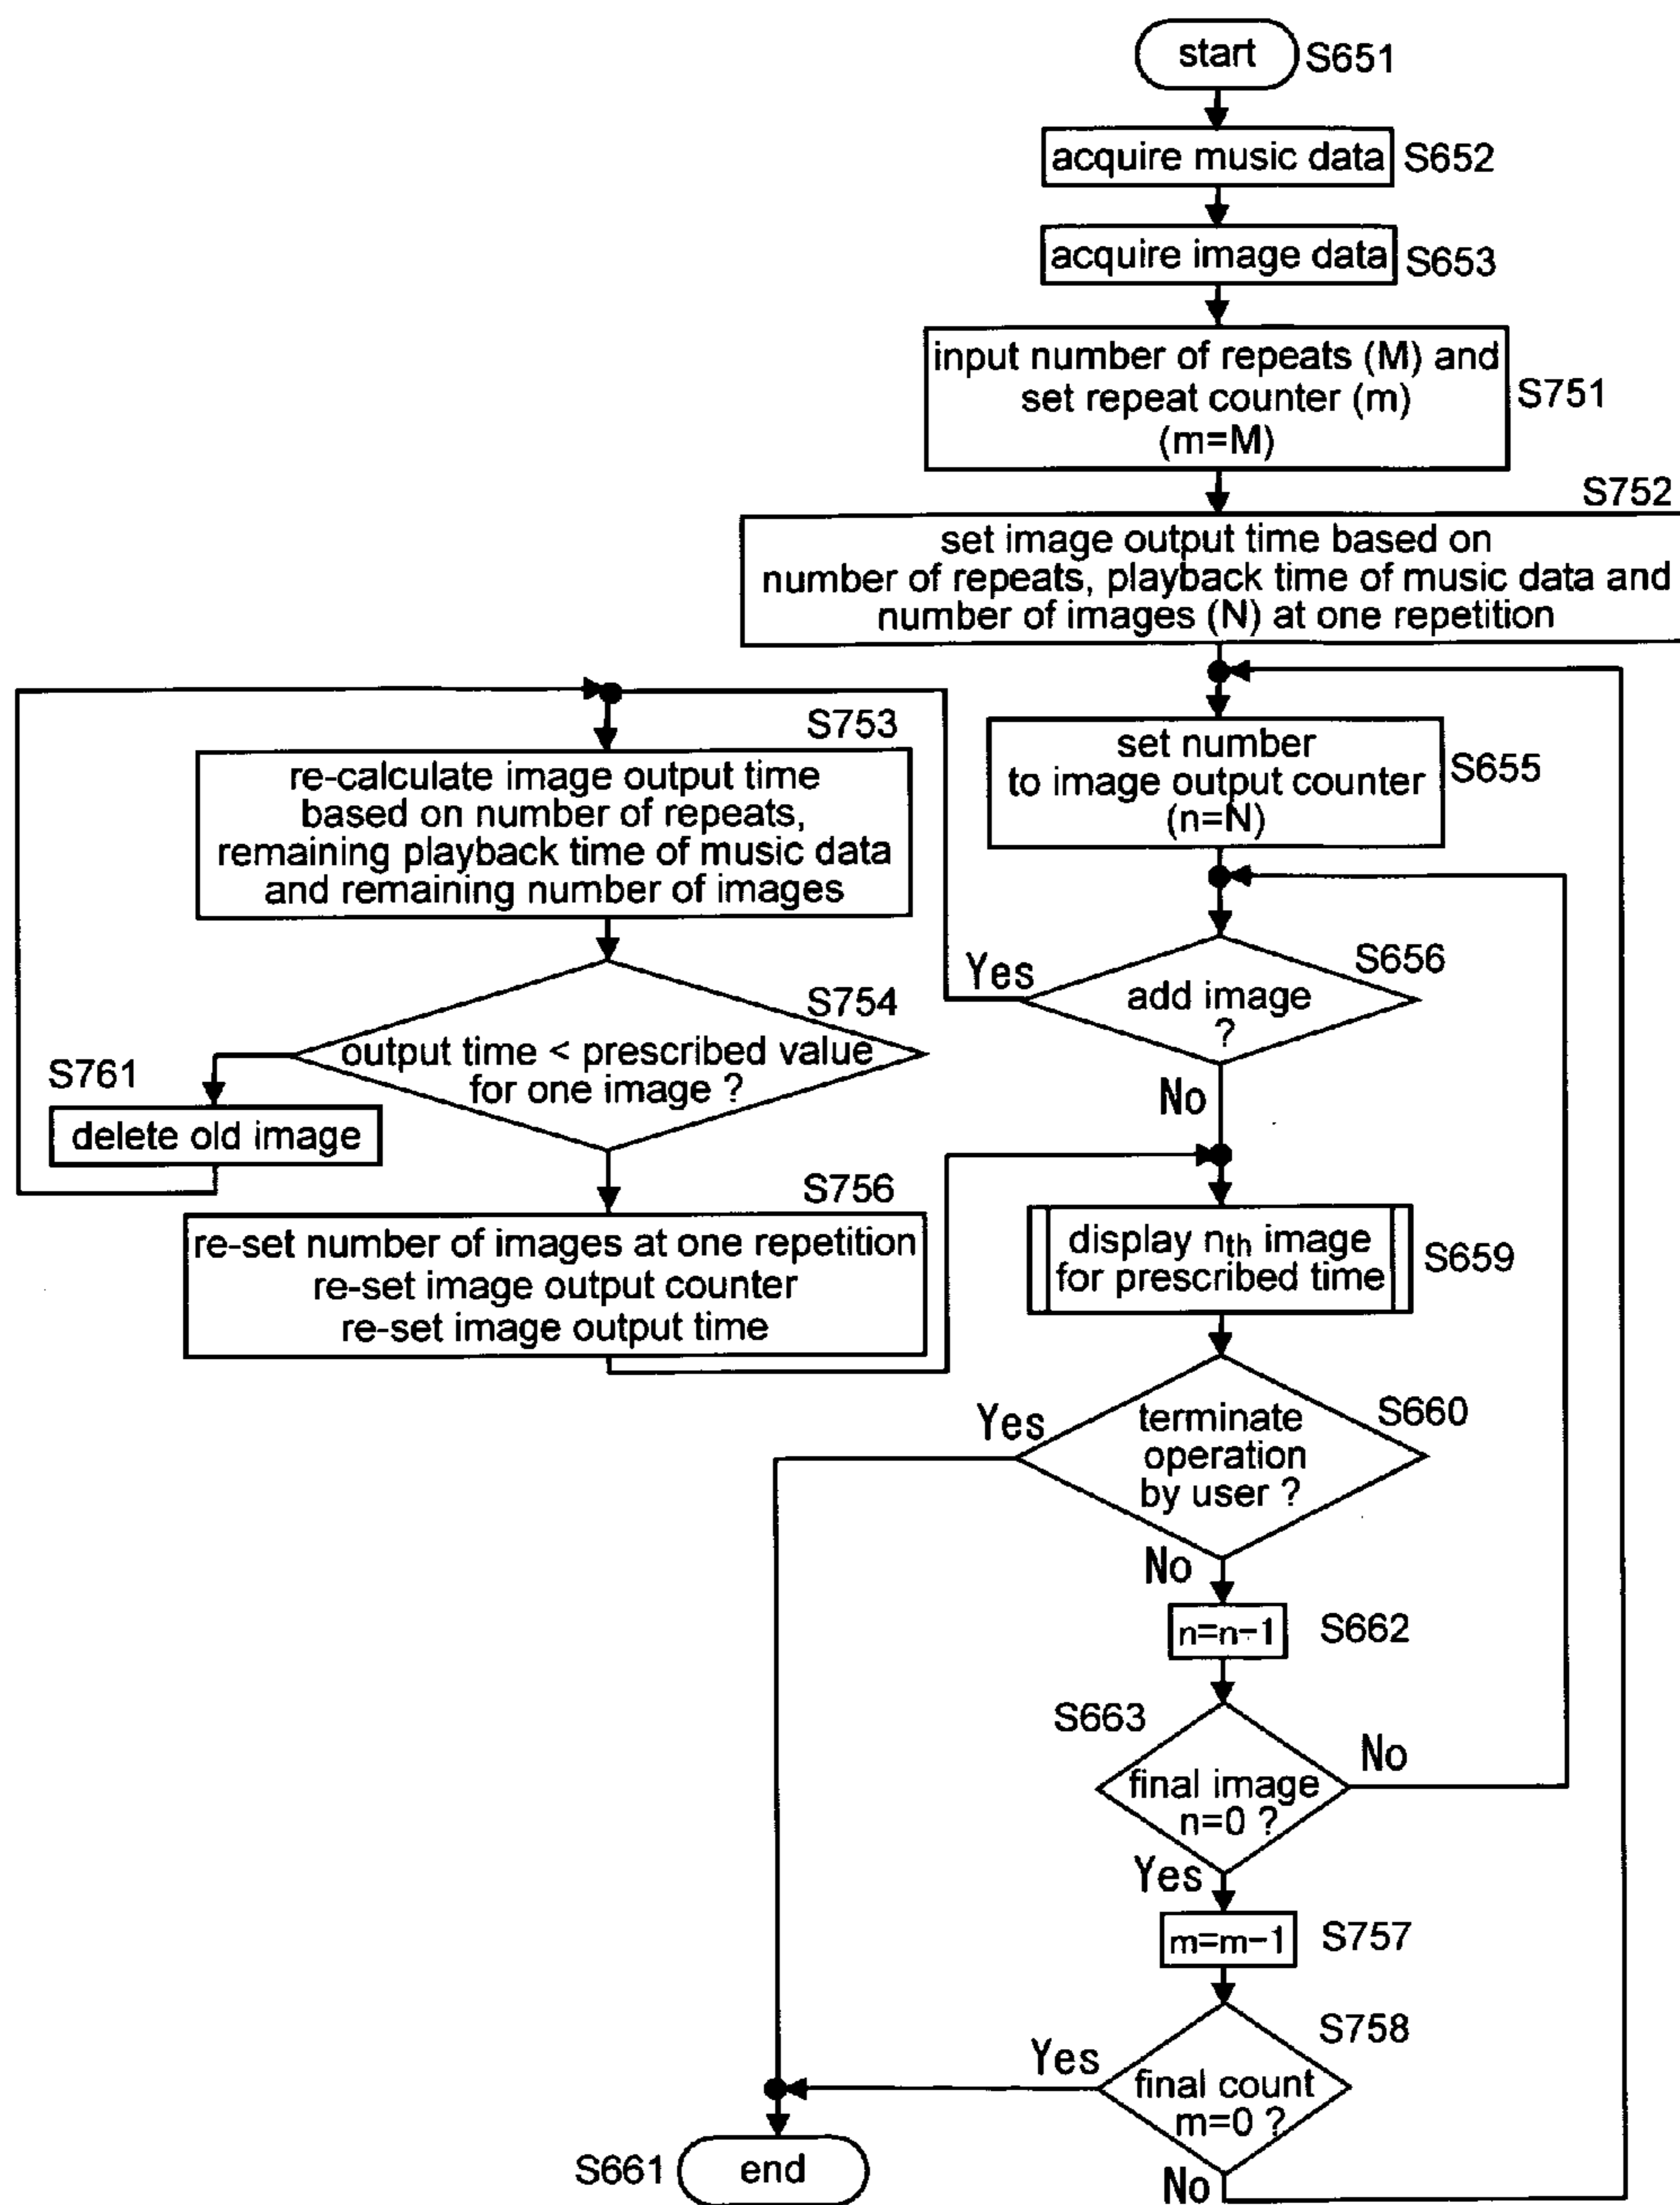 start
S651
acquire music data
S652
acquire image data
S653
input number of repeats (M) and
set repeat counter (m)
(m=M)
S751
S752
set image output time based on
number of repeats, playback time of music data and
number of images (N) at one repetition
set number
to image output counter
(n=N)
S655
S656
add image
?
Yes
No
S753
re-calculate image output time
based on number of repeats,
remaining playback time of music data
and remaining number of images
S754
output time < prescribed value
for one image ?
S761
delete old image
S756
re-set number of images at one repetition
re-set image output counter
re-set image output time
display nth image
for prescribed time
S659
terminate
operation
by user ?
S660
Yes
No
n=n-1
S662
S663
final image
n=0 ?
No
Yes
m=m-1
S757
S758
final count
m=0 ?
Yes
No
S661
end